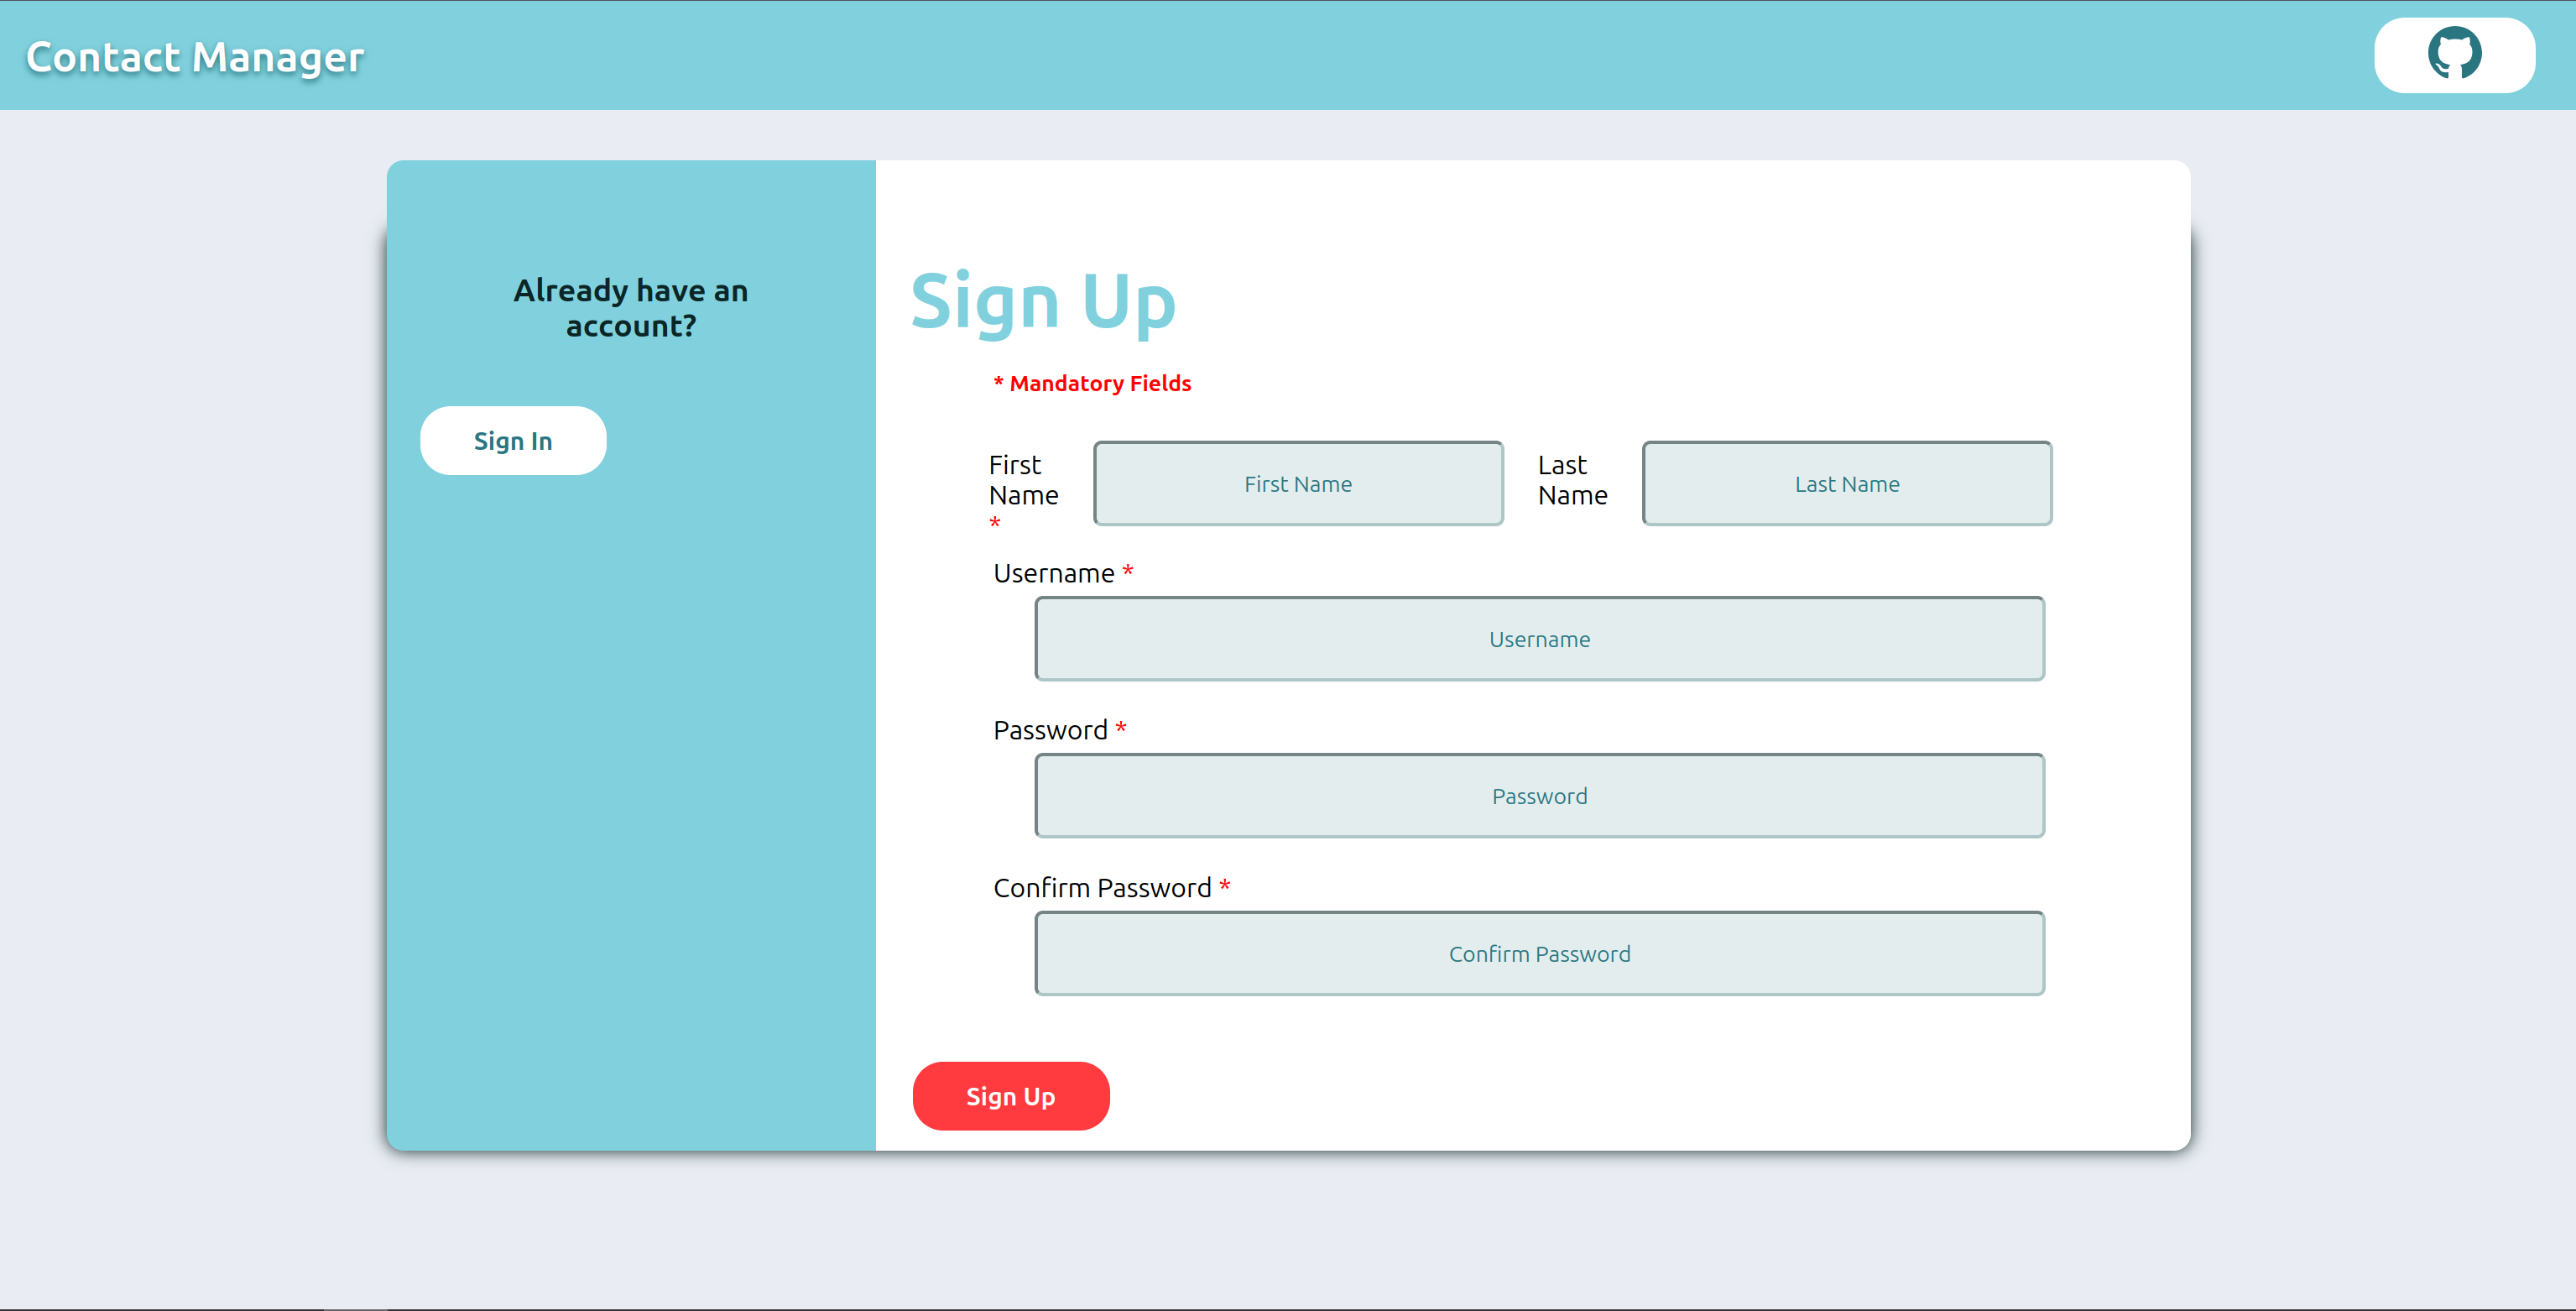 Contact Manager
Already have an
account?
Sign In
Sign Up
* Mandatory Fields
First
Name
*
First Name
Last
Name
Last Name
Username *
Username
Password *
Password
Confirm Password *
Confirm Password
Sign Up